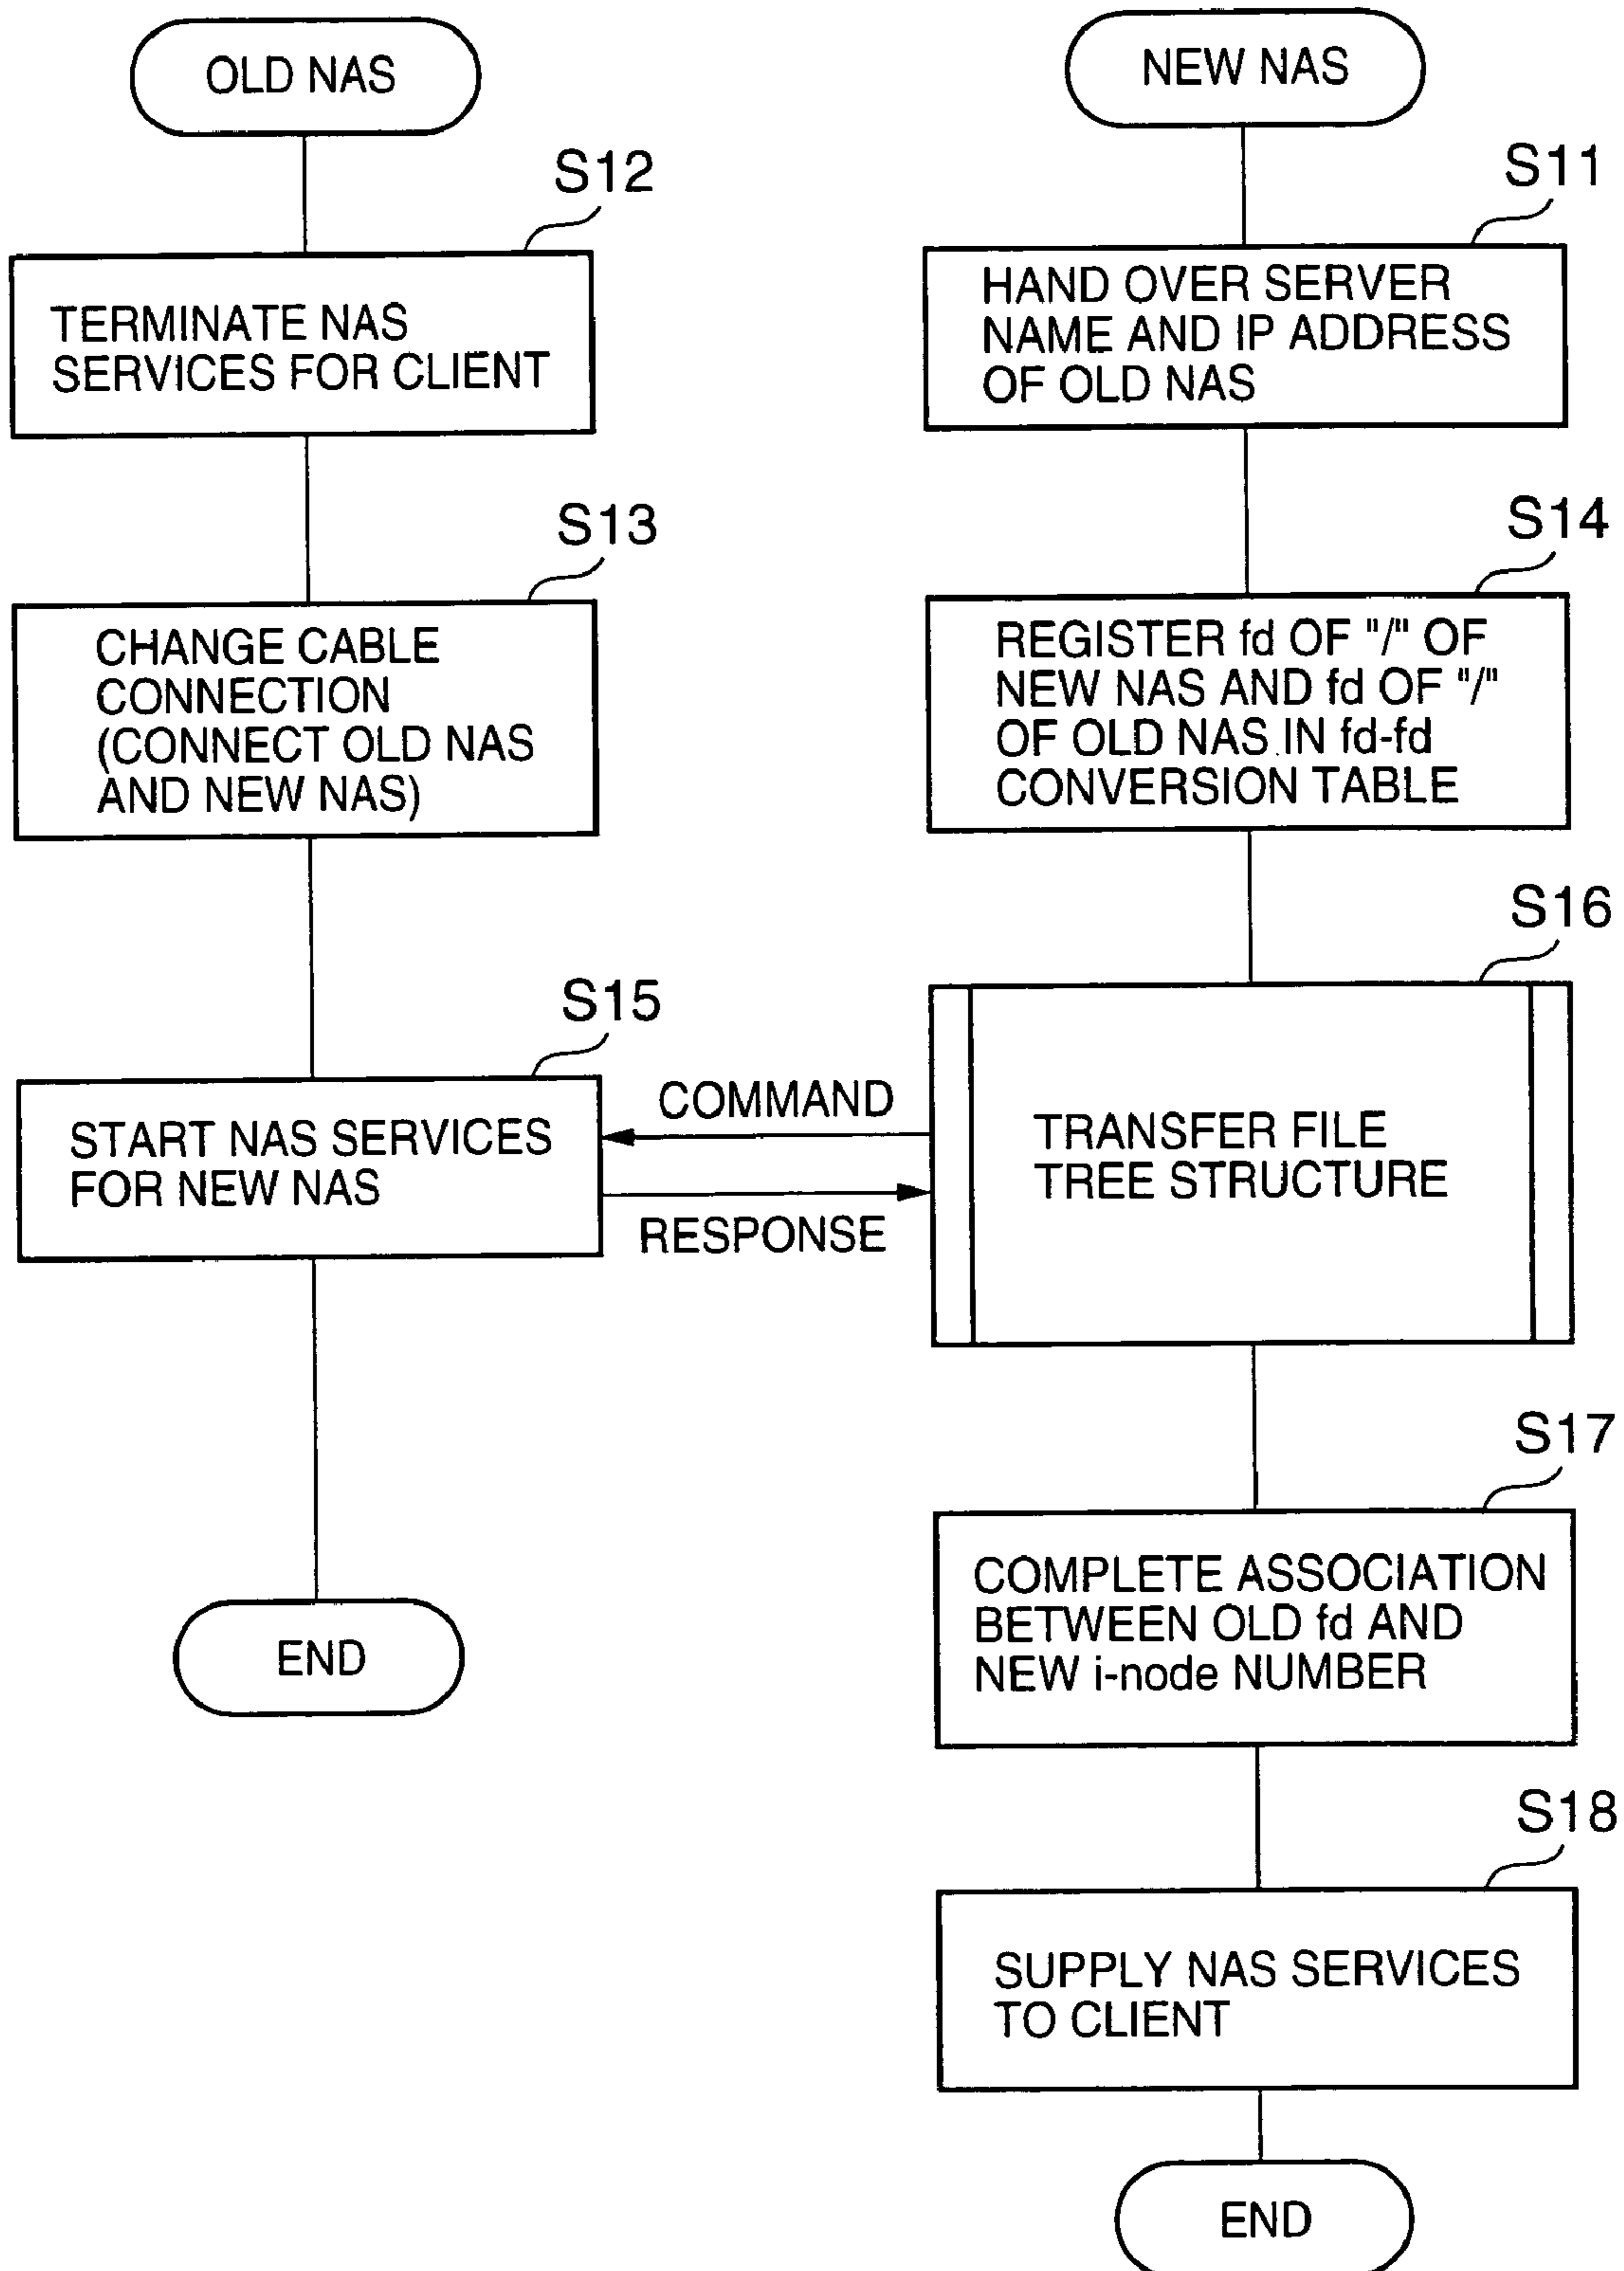 OLD NAS
S12
TERMINATE NAS
SERVICES FOR CLIENT
S13
CHANGE CABLE
CONNECTION
(CONNECT OLD NAS
AND NEW NAS)
S15
START NAS SERVICES
FOR NEW NAS
END
COMMAND
RESPONSE
NEW NAS
S11
HAND OVER SERVER
NAME AND IP ADDRESS
OF OLD NAS
S14
REGISTER fd OF "/" OF
NEW NAS AND fd OF "/"
OF OLD NAS IN fd-fd
CONVERSION TABLE
S16
TRANSFER FILE
TREE STRUCTURE
S17
COMPLETE ASSOCIATION
BETWEEN OLD fd AND
NEW i-node NUMBER
S18
SUPPLY NAS SERVICES
TO CLIENT
END